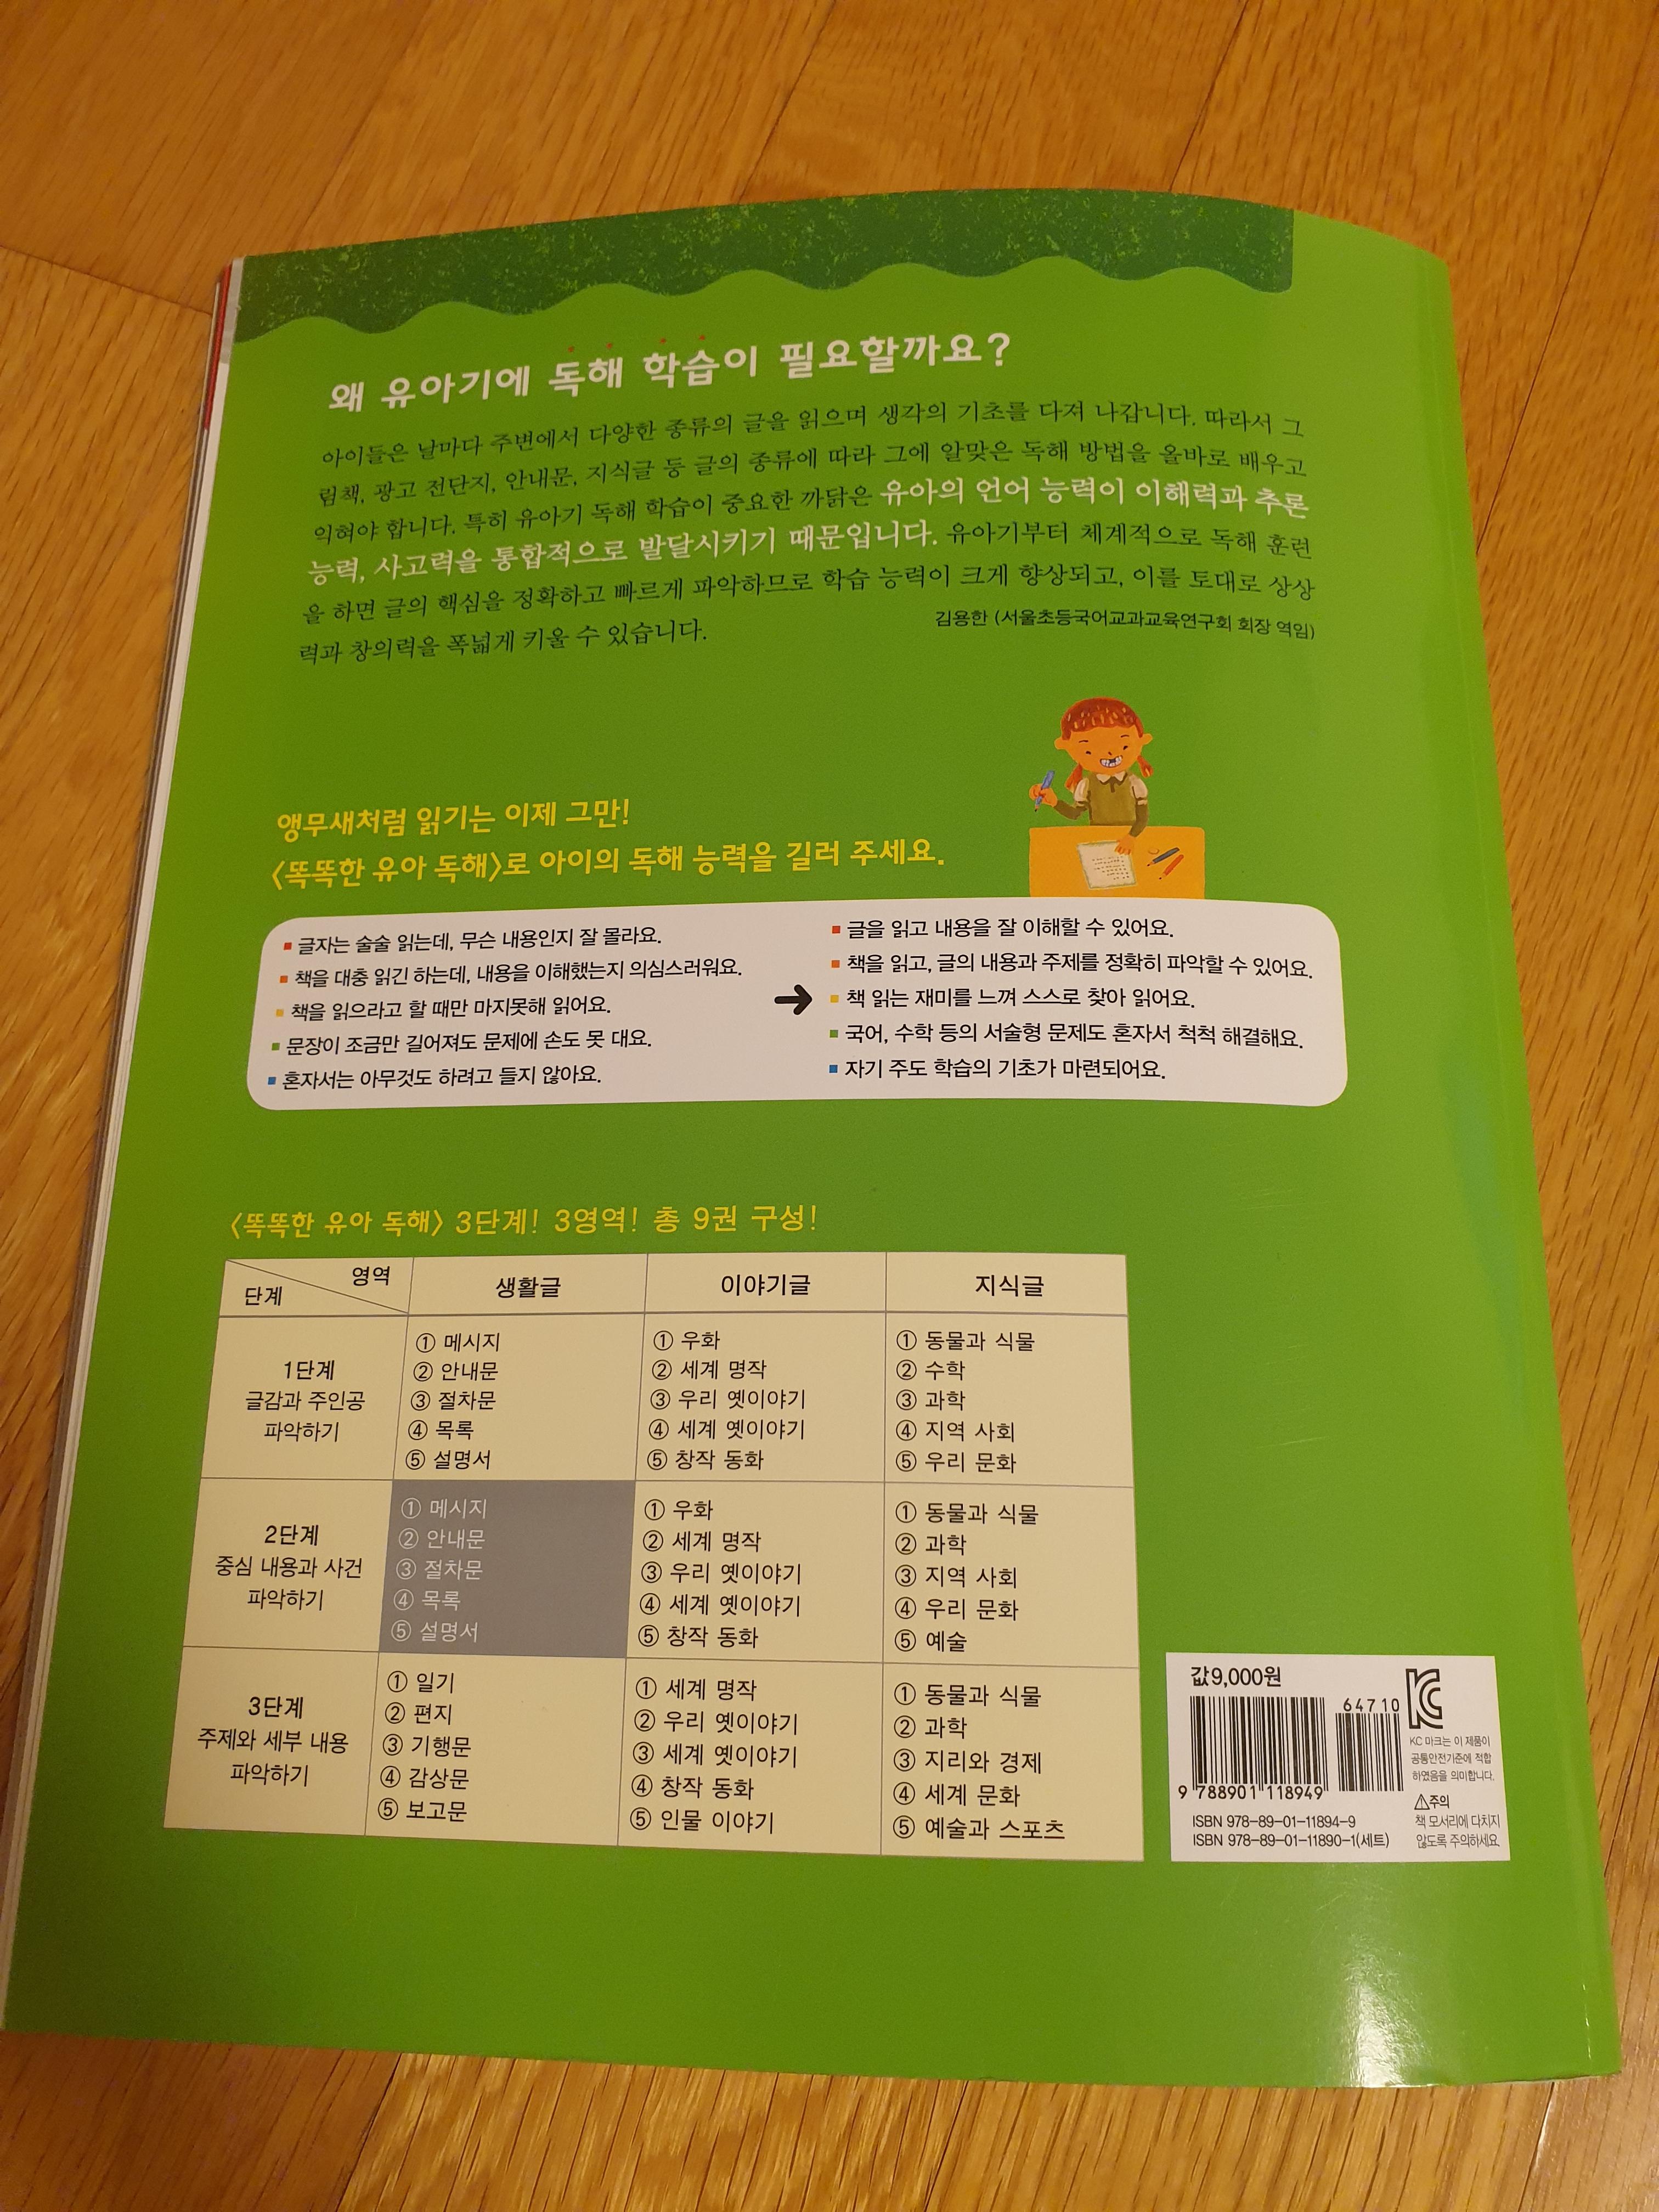 왜 유아기에 독해 학습이 필요할까요?
아이들은 날마다 주변에서 다양한 종류의 글을 읽으며 생각의 기초를 다져 나갑니다. 따라서 그
림책, 광고 전단지, 안내문, 지식글 등 글의 종류에 따라 그에 알맞은 독해 방법을 올바로 배우고
익혀야 합니다. 특히 유아기 독해 학습이 중요한 까닭은 유아의 언어 능력이 이해력과 추론
능력, 사고력을 통합적으로 발달시키기 때문입니다. 유아기부터 체계적으로 독해 훈련
을 하면 글의 핵심을 정확하고 빠르게 파악하므로 학습 능력이 크게 향상되고, 이를 토대로 상상
력과 창의력을 폭넓게 키울 수 있습니다.
김용한 (서울초등국어교과교육연구회 회장 역임)
앵무새처럼 읽기는 이제 그만!
〈똑똑한 유아 독해〉로 아이의 독해 능력을 길러 주세요.
글자는 술술 읽는데, 무슨 내용인지 잘 몰라요.
책을 대충 읽긴 하는데, 내용을 이해했는지 의심스러워요.
책을 읽으라고 할 때만 마지못해 읽어요.
문장이 조금만 길어져도 문제에 손도 못 대요.
혼자서는 아무것도 하려고 들지 않아요.
➔
글을 읽고 내용을 잘 이해할 수 있어요.
책을 읽고, 글의 내용과 주제를 정확히 파악할 수 있어요.
책 읽는 재미를 느껴 스스로 찾아 읽어요.
국어, 수학 등의 서술형 문제도 혼자서 척척 해결해요.
자기 주도 학습의 기초가 마련되어요.
〈똑똑한 유아 독해〉 3단계! 3영역! 총 9권 구성!
영역
단계
생활글
이야기글
지식글
1단계
글감과 주인공
파악하기
① 메시지
② 안내문
③ 절차문
④ 목록
⑤ 설명서
① 우화
② 세계 명작
③ 우리 옛이야기
④ 세계 옛이야기
⑤ 창작 동화
① 동물과 식물
② 수학
③ 과학
④ 지역 사회
⑤ 우리 문화
2단계
중심 내용과 사건
파악하기
① 메시지
② 안내문
③ 절차문
④ 목록
⑤ 설명서
① 우화
② 세계 명작
③ 우리 옛이야기
④ 세계 옛이야기
⑤ 창작 동화
① 동물과 식물
② 과학
③ 지역 사회
④ 우리 문화
⑤ 예술
3단계
주제와 세부 내용
파악하기
① 일기
② 편지
③ 기행문
④ 감상문
⑤ 보고문
① 세계 명작
② 우리 옛이야기
③ 세계 옛이야기
④ 창작 동화
⑤ 인물 이야기
① 동물과 식물
② 과학
③ 지리와 경제
④ 세계 문화
⑤ 예술과 스포츠
값9,000원
64710
9 788901 118949
ISBN 978-89-01-11894-9
ISBN 978-89-01-11890-1(세트)
KC
KC 마크는 이 제품이
공통안전기준에 적합
하였음을 의미합니다.
⚠주의
책 모서리에 다치지
않도록 주의하세요.